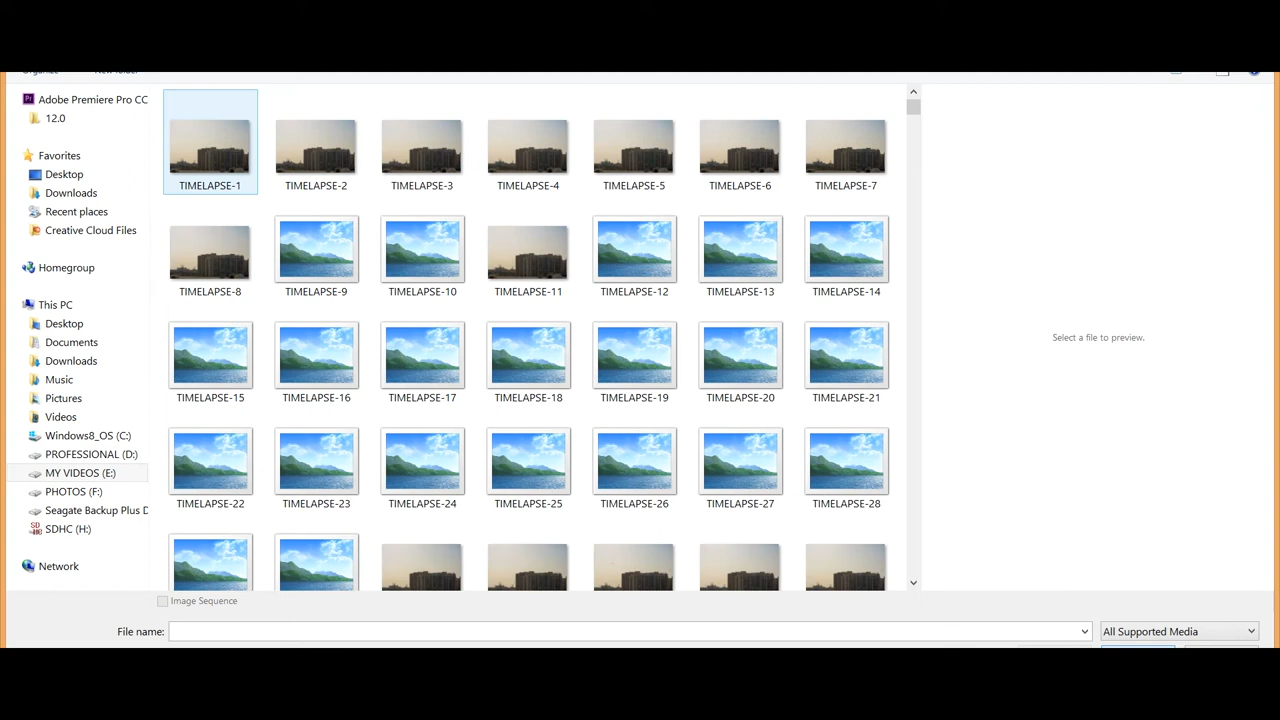 Organize New folder
Adobe Premiere Pro CC
12.0
Favorites
Desktop
Downloads
Recent places
Creative Cloud Files
Homegroup
This PC
Desktop
Documents
Downloads
Music
Pictures
Videos
Windows8_OS (C:)
PROFESSIONAL (D:)
MY VIDEOS (E:)
PHOTOS (F:)
Seagate Backup Plus D
SDHC (H:)
Network
TIMELAPSE-1 TIMELAPSE-2 TIMELAPSE-3 TIMELAPSE-4 TIMELAPSE-5 TIMELAPSE-6 TIMELAPSE-7
TIMELAPSE-8 TIMELAPSE-9 TIMELAPSE-10 TIMELAPSE-11 TIMELAPSE-12 TIMELAPSE-13 TIMELAPSE-14
TIMELAPSE-15 TIMELAPSE-16 TIMELAPSE-17 TIMELAPSE-18 TIMELAPSE-19 TIMELAPSE-20 TIMELAPSE-21
TIMELAPSE-22 TIMELAPSE-23 TIMELAPSE-24 TIMELAPSE-25 TIMELAPSE-26 TIMELAPSE-27 TIMELAPSE-28
Select a file to preview.
Image Sequence
File name: All Supported Media